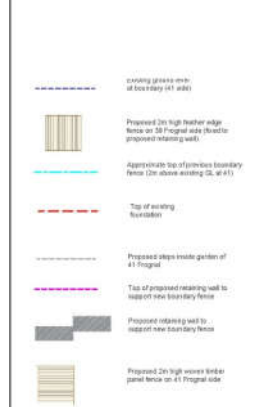 existing ground level
at boundary (41 side)
Proposed 2m high feather edge
fence on 39 Frognal side (fixed to
proposed retaining wall)
Approximate top of previous boundary
fence (2m above existing GL at 41)
Top of existing
foundation
Proposed steps inside garden of
41 Frognal
Top of proposed retaining wall to
support new boundary fence
Proposed retaining wall to
support new boundary fence
Proposed 2m high woven timber
panel fence on 41 Frognal side